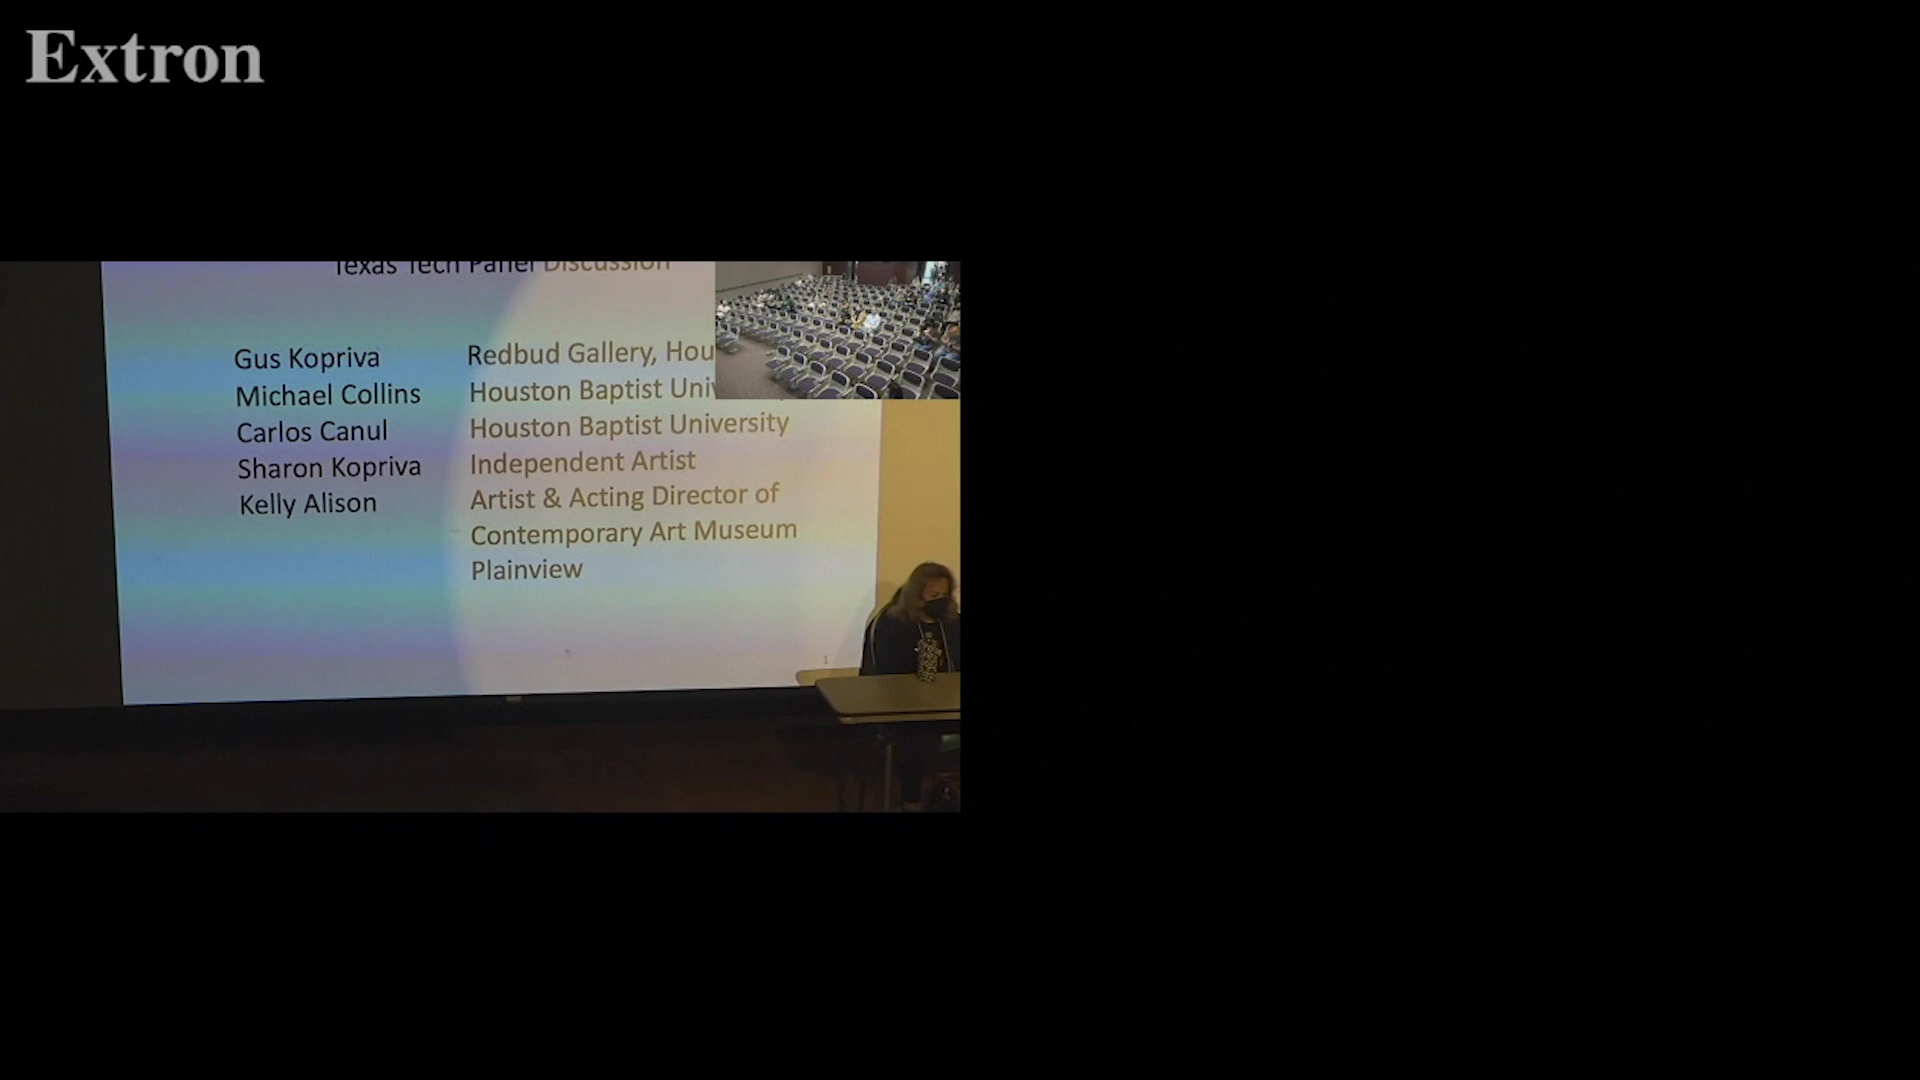 Extron
Texas Tech Panel Discussion
Gus Kopriva Redbud Gallery, Hou
Michael Collins Houston Baptist Univ
Carlos Canul Houston Baptist University
Sharon Kopriva Independent Artist
Kelly Alison Artist & Acting Director of
Contemporary Art Museum
Plainview
1